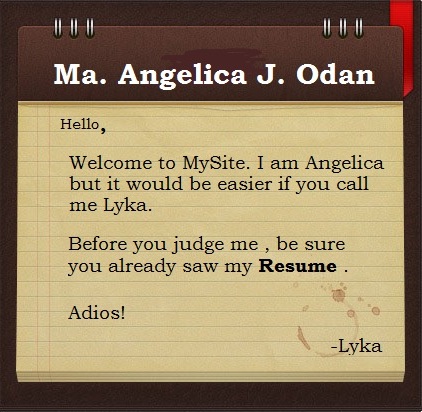 Ma. Angelica J. Odan
Hello,
Welcome to MySite. I am Angelica
but it would be easier if you call
me Lyka.
Before you judge me , be sure
you already saw my Resume .
Adios!
-Lyka